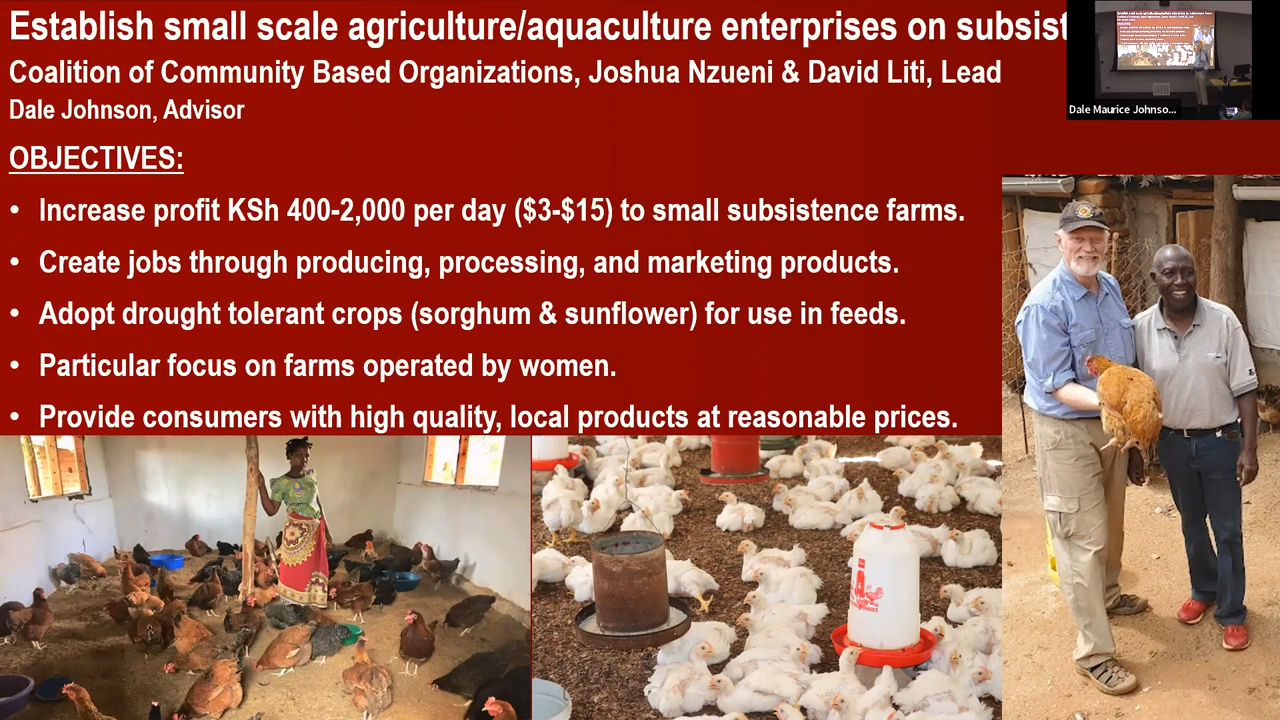 Establish small scale agriculture/aquaculture enterprises on subsist
Coalition of Community Based Organizations, Joshua Nzueni & David Liti, Lead
Dale Johnson, Advisor
Dale Maurice Johnso...
OBJECTIVES:
• Increase profit KSh 400-2,000 per day ($3-$15) to small subsistence farms.
• Create jobs through producing, processing, and marketing products.
• Adopt drought tolerant crops (sorghum & sunflower) for use in feeds.
• Particular focus on farms operated by women.
• Provide consumers with high quality, local products at reasonable prices.